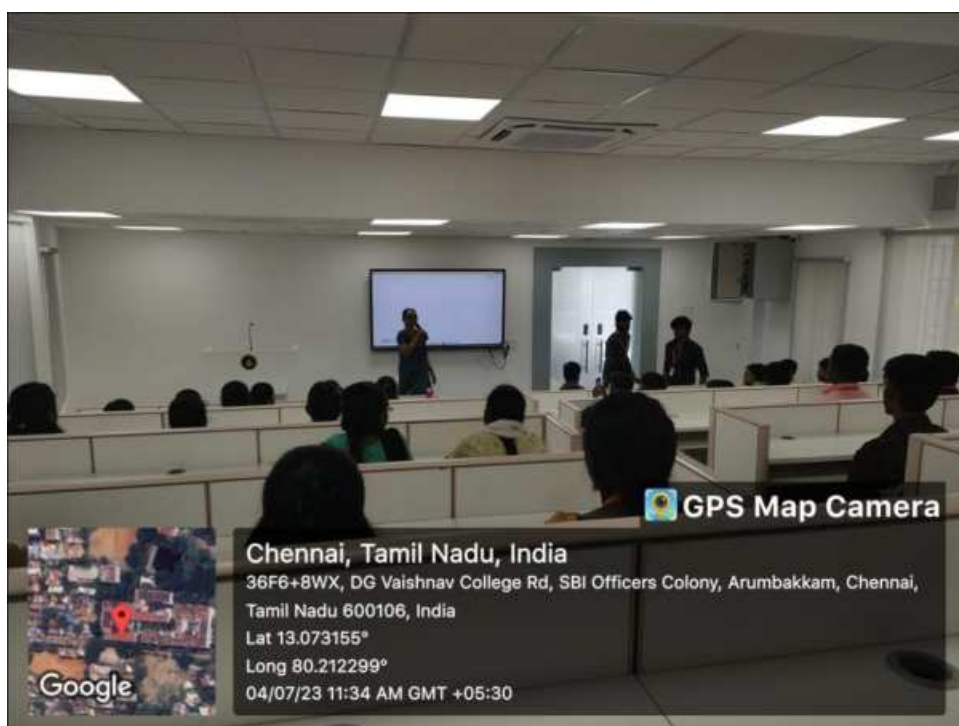 GPS Map Camera
Chennai, Tamil Nadu, India
36F6+8WX, DG Vaishnav College Rd, SBI Officers Colony, Arumbakkam, Chennai,
Tamil Nadu 600106, India
Lat 13.073155°
Long 80.212299°
04/07/23 11:34 AM GMT +05:30
Google